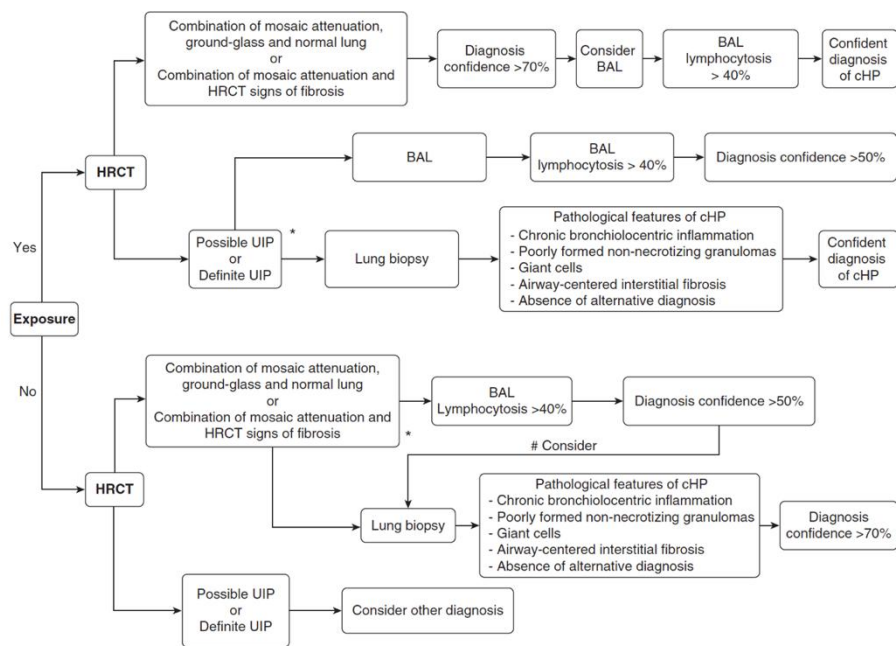 Combination of mosaic attenuation,
ground-glass and normal lung
or
Combination of mosaic attenuation and
HRCT signs of fibrosis
Diagnosis
confidence >70%
Consider
BAL
BAL
lymphocytosis
> 40%
Confident
diagnosis
of cHP
HRCT
BAL
BAL
lymphocytosis > 40%
Diagnosis confidence >50%
Yes
Possible UIP
or
Definite UIP
*
Lung biopsy
Pathological features of cHP
- Chronic bronchiolocentric inflammation
- Poorly formed non-necrotizing granulomas
- Giant cells
- Airway-centered interstitial fibrosis
- Absence of alternative diagnosis
Confident
diagnosis
of cHP
Exposure
No
Combination of mosaic attenuation,
ground-glass and normal lung
or
Combination of mosaic attenuation and
HRCT signs of fibrosis
*
BAL
Lymphocytosis >40%
Diagnosis confidence >50%
# Consider
HRCT
Lung biopsy
Pathological features of cHP
- Chronic bronchiolocentric inflammation
- Poorly formed non-necrotizing granulomas
- Giant cells
- Airway-centered interstitial fibrosis
- Absence of alternative diagnosis
Diagnosis
confidence >70%
Possible UIP
or
Definite UIP
Consider other diagnosis